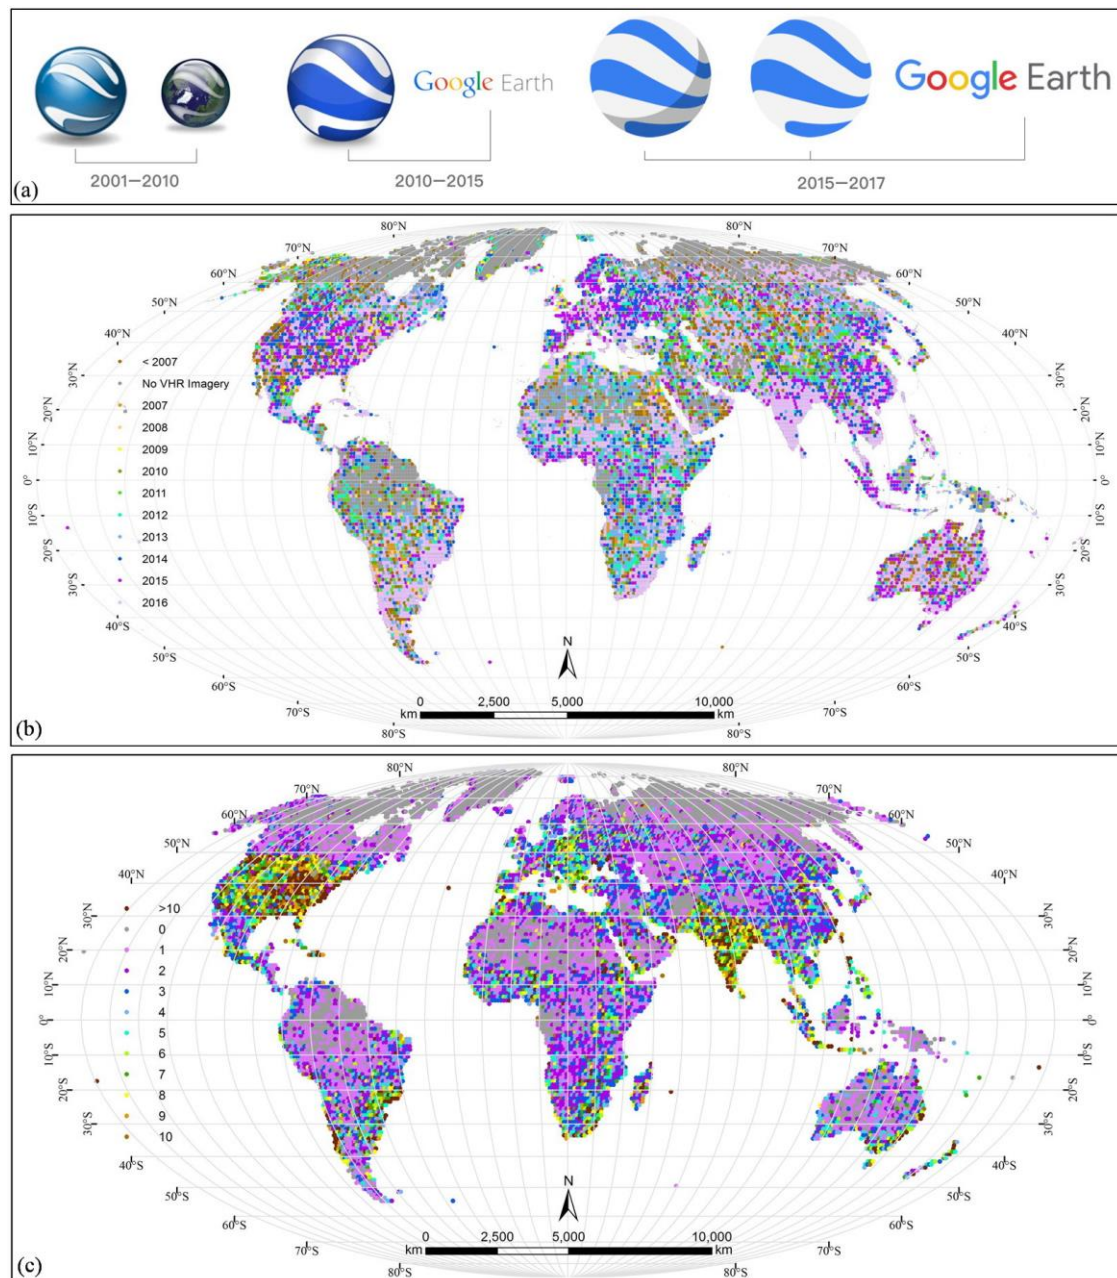 Google Earth
Google Earth
2001–2010
2010–2015
2015–2017
(a)
80°N
80°N
70°N
70°N
60°N
60°N
50°N
50°N
40°N
40°N
30°N
30°N
20°N
20°N
10°N
10°N
0°
0°
10°S
10°S
20°S
20°S
30°S
30°S
40°S
40°S
50°S
50°S
60°S
60°S
70°S
70°S
80°S
80°S
< 2007
No VHR Imagery
2007
2008
2009
2010
2011
2012
2013
2014
2015
2016
N
0 2,500 5,000 10,000
km km
(b)
80°N
80°N
70°N
70°N
60°N
60°N
50°N
50°N
40°N
40°N
30°N
30°N
20°N
20°N
10°N
10°N
0°
0°
10°S
10°S
20°S
20°S
30°S
30°S
40°S
40°S
50°S
50°S
60°S
60°S
70°S
70°S
80°S
80°S
>10
0
1
2
3
4
5
6
7
8
9
10
N
0 2,500 5,000 10,000
km km
(c)